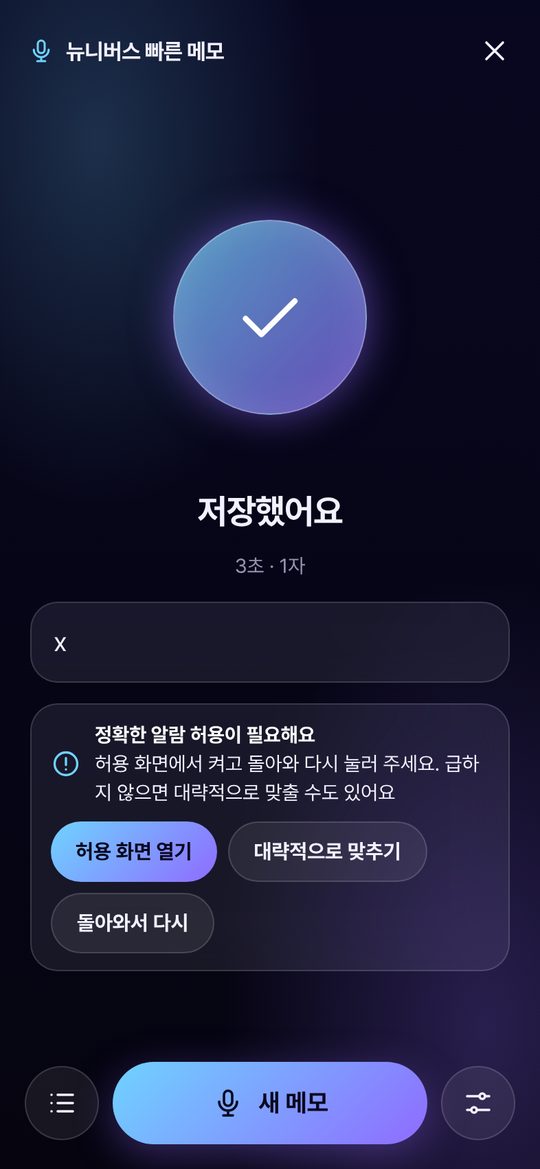 뉴니버스 빠른 메모
저장했어요
3초 · 1자
x
정확한 알람 허용이 필요해요
허용 화면에서 켜고 돌아와 다시 눌러 주세요. 급하
지 않으면 대략적으로 맞출 수도 있어요
허용 화면 열기
대략적으로 맞추기
돌아와서 다시
새 메모